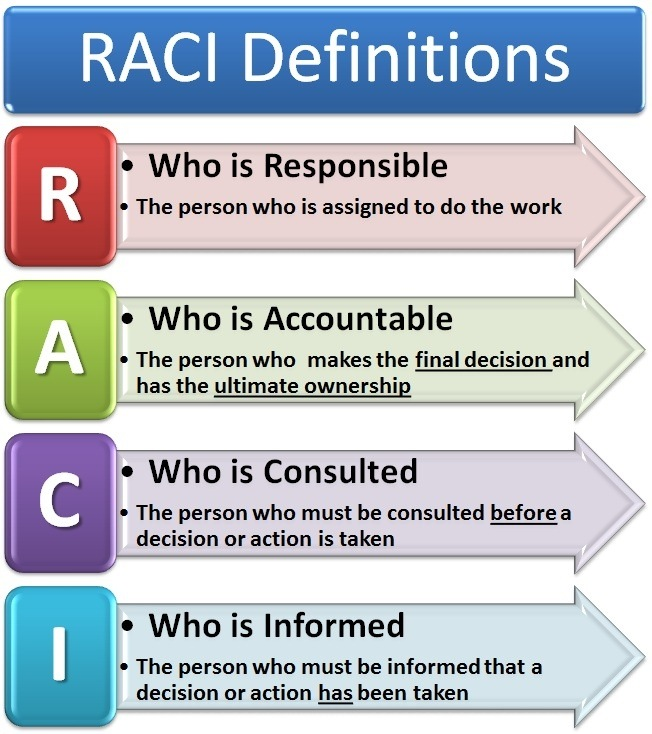 RACI Definitions
R
• Who is Responsible
• The person who is assigned to do the work
A
• Who is Accountable
• The person who makes the final decision and
has the ultimate ownership
C
• Who is Consulted
• The person who must be consulted before a
decision or action is taken
I
• Who is Informed
• The person who must be informed that a
decision or action has been taken